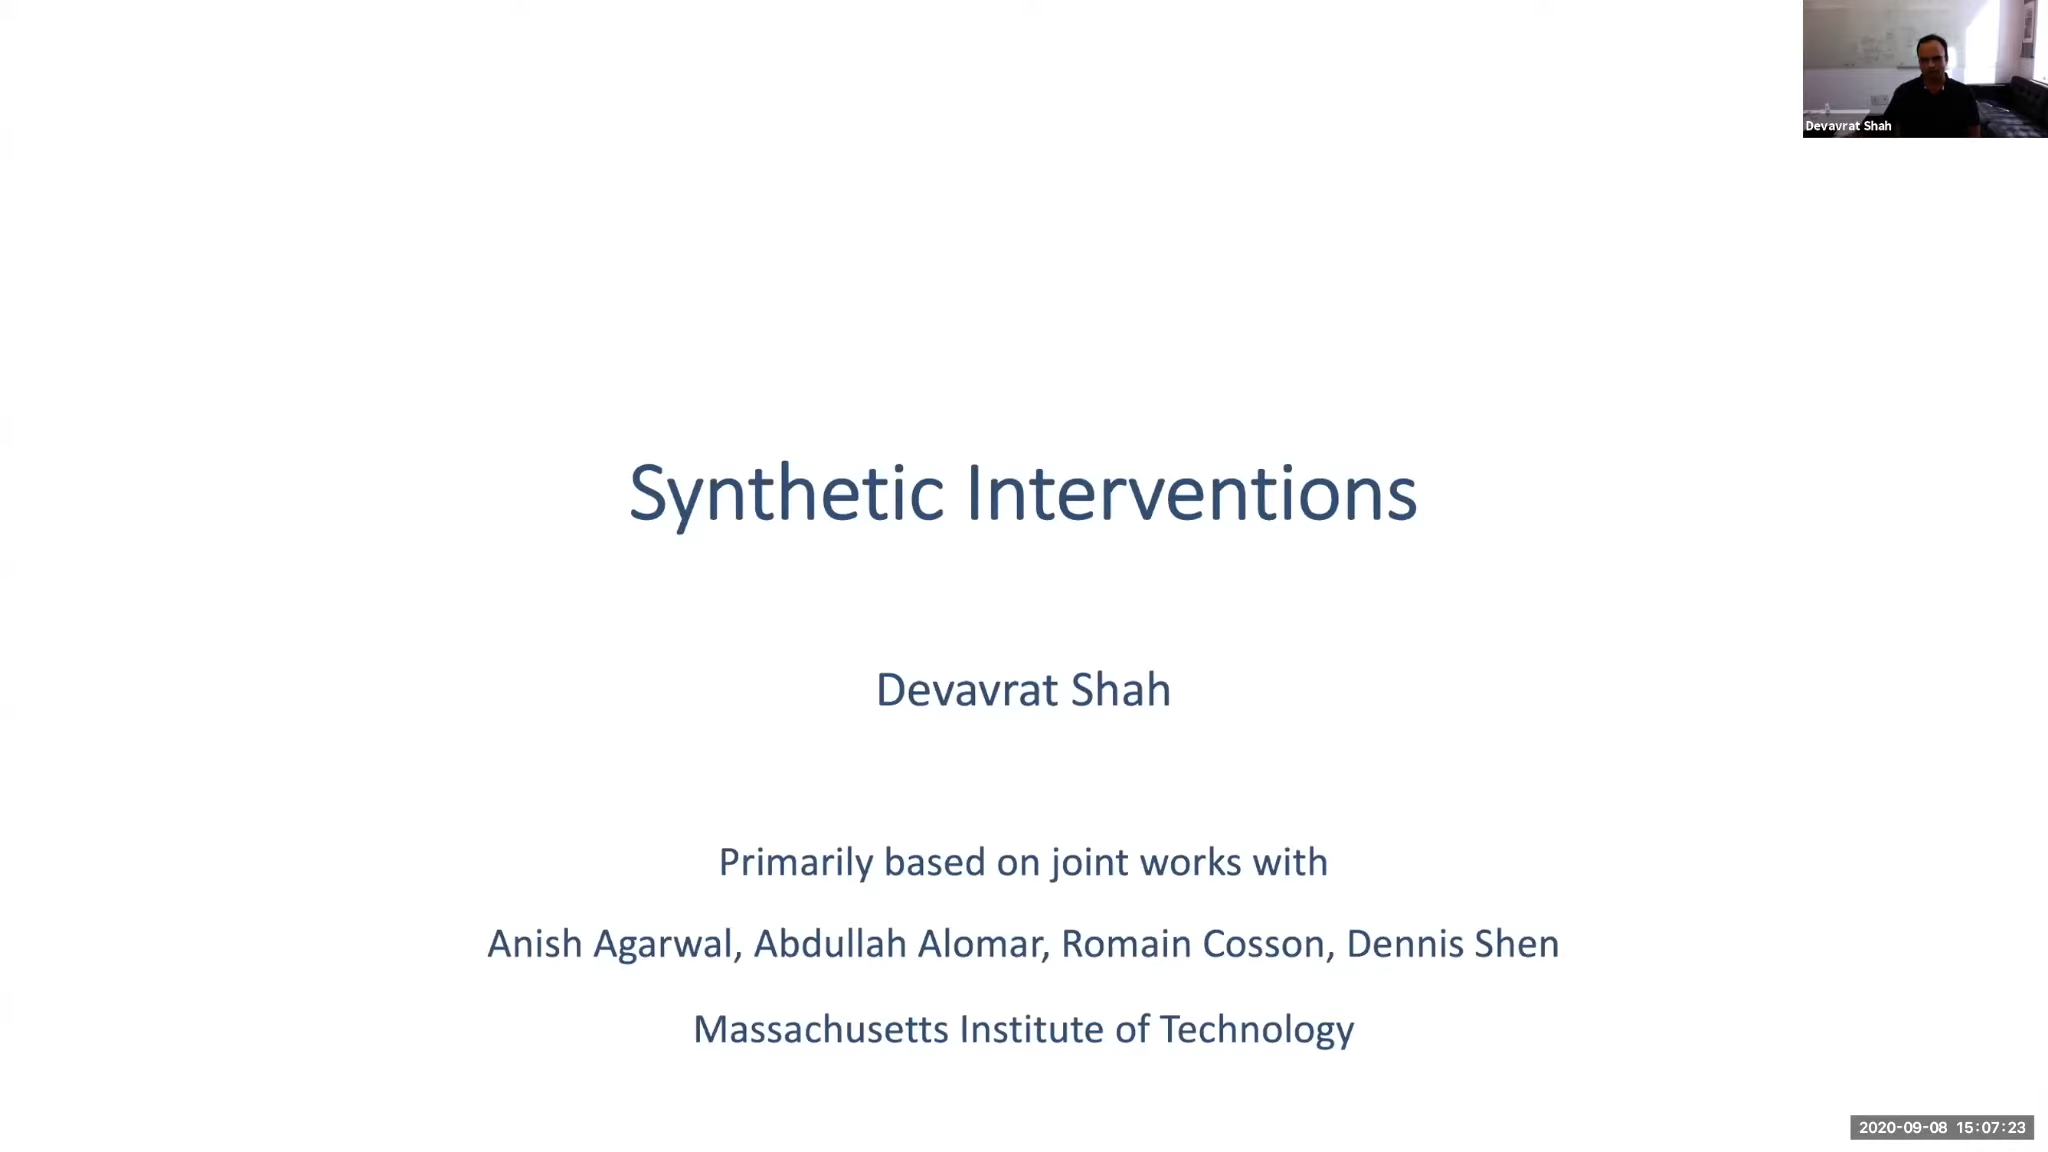 Devavrat Shah
Synthetic Interventions
Devavrat Shah
Primarily based on joint works with
Anish Agarwal, Abdullah Alomar, Romain Cosson, Dennis Shen
Massachusetts Institute of Technology
2020-09-08 15:07:23